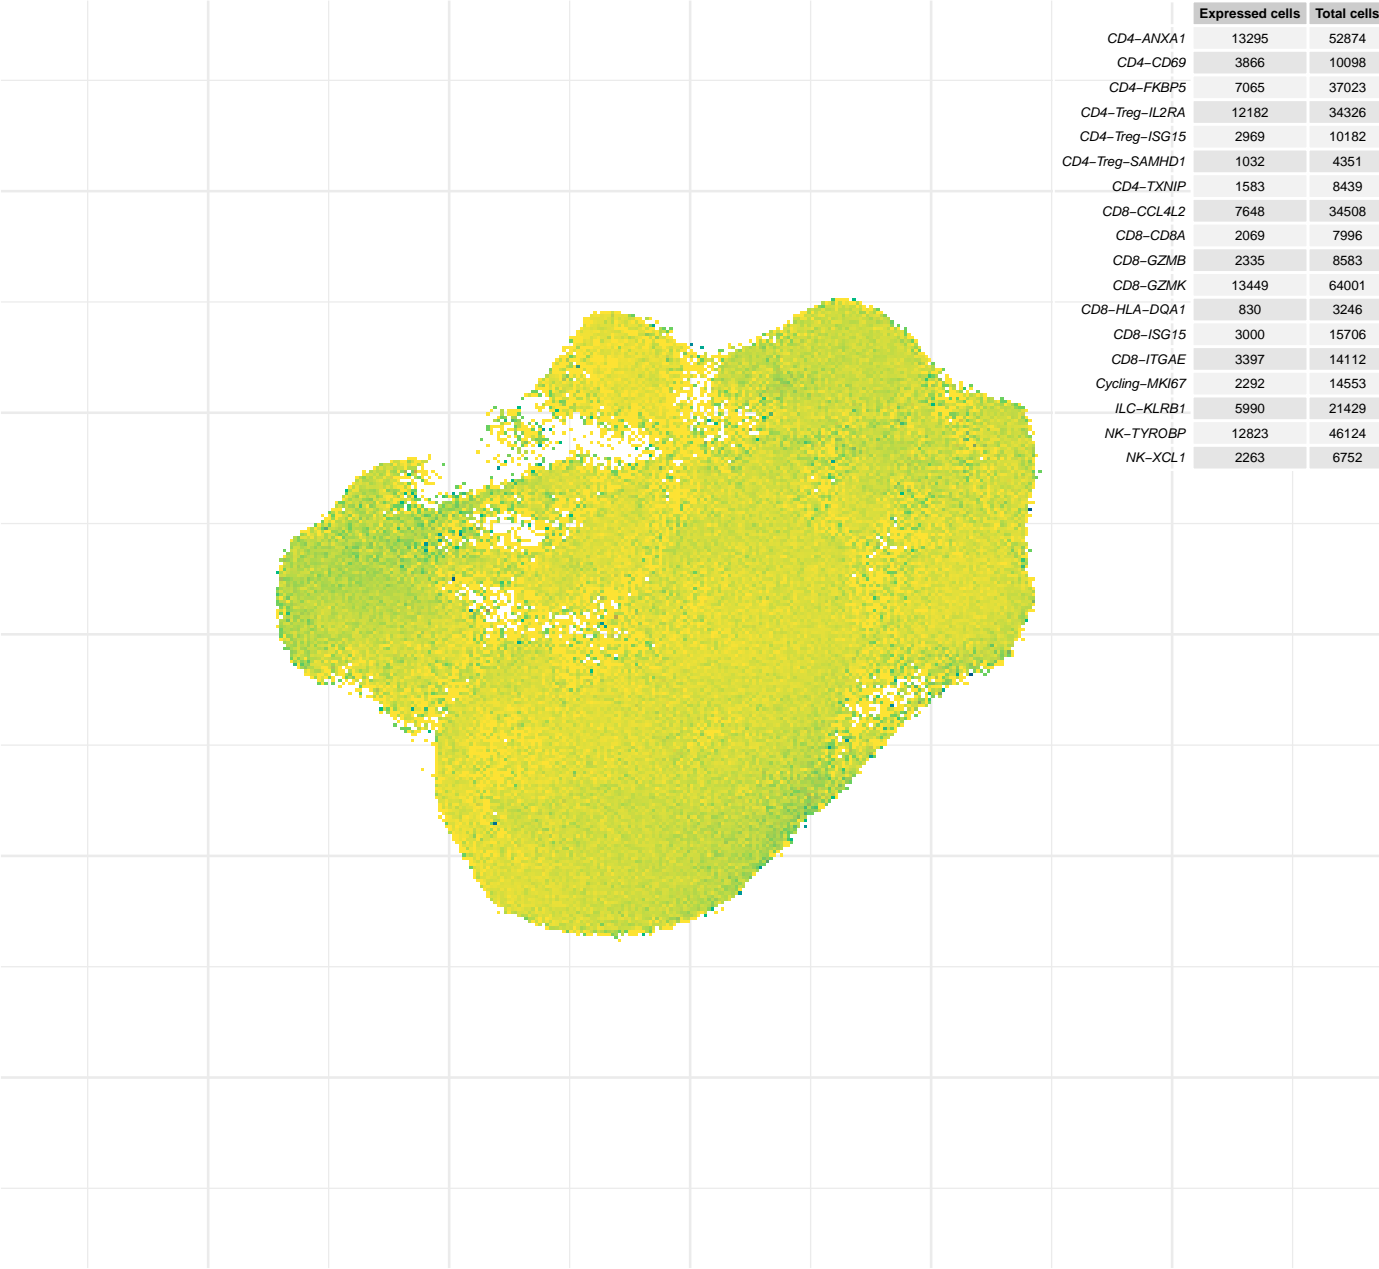 Expressed cells Total cells
CD4−ANXA1 13295 52874
CD4−CD69 3866 10098
CD4−FKBP5 7065 37023
CD4−Treg−IL2RA 12182 34326
CD4−Treg−ISG15 2969 10182
CD4−Treg−SAMHD1 1032 4351
CD4−TXNIP 1583 8439
CD8−CCL4L2 7648 34508
CD8−CD8A 2069 7996
CD8−GZMB 2335 8583
CD8−GZMK 13449 64001
CD8−HLA−DQA1 830 3246
CD8−ISG15 3000 15706
CD8−ITGAE 3397 14112
Cycling−MKI67 2292 14553
ILC−KLRB1 5990 21429
NK−TYROBP 12823 46124
NK−XCL1 2263 6752